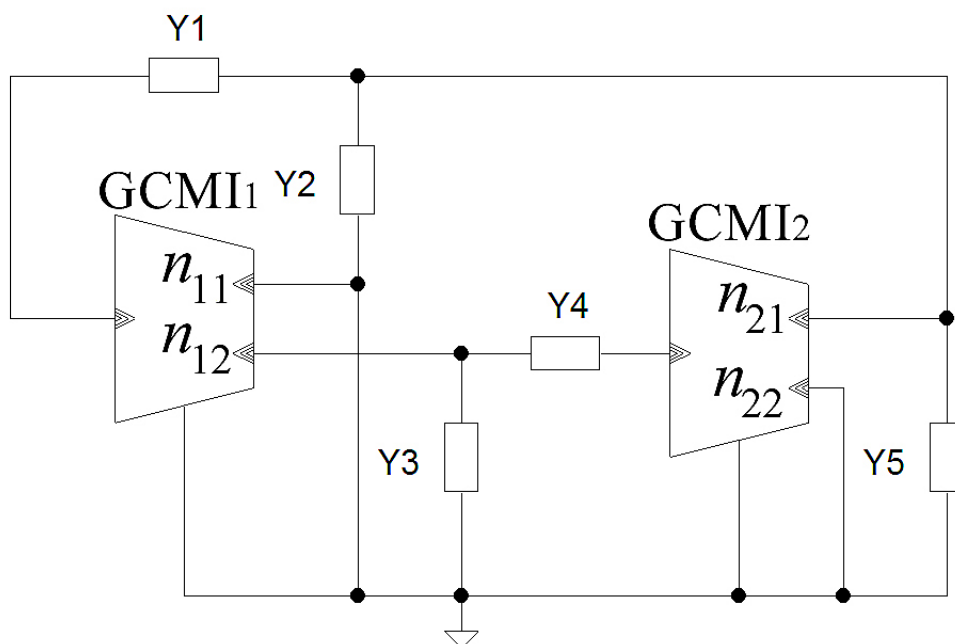 Y1
Y2
GCMI₁
n₁₁
n₁₂
Y3
Y4
GCMI₂
n₂₁
n₂₂
Y5